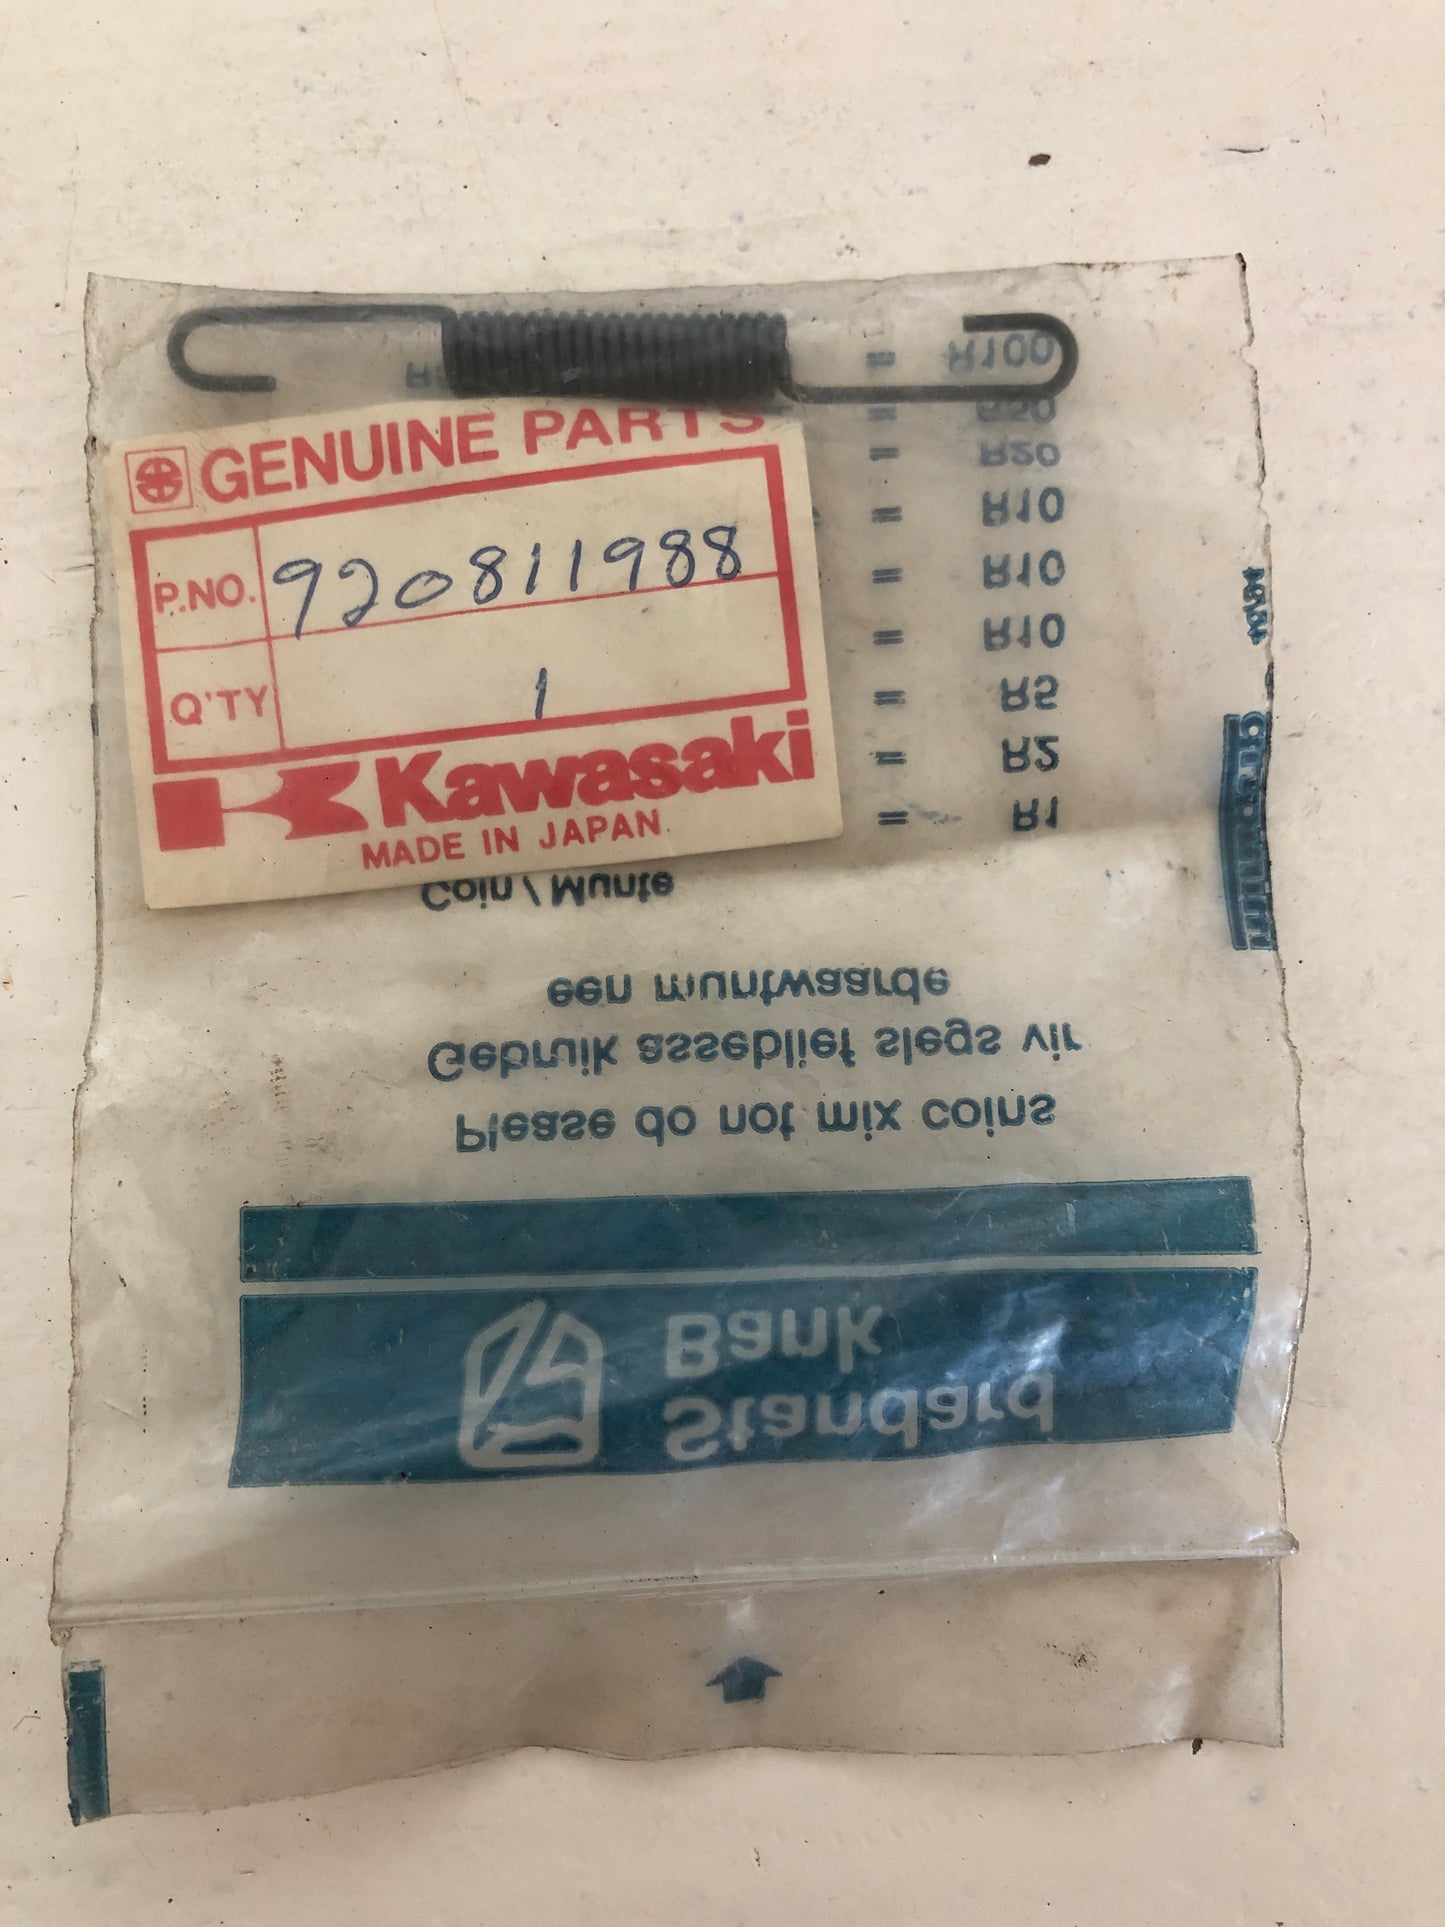 R100
=
R50
=
R20
=
R10
=
R10
=
R10
=
R5
=
R2
=
R1
=
GENUINE PARTS
P.NO. 920811988
Q'TY 1
Kawasaki
MADE IN JAPAN
Coin / Munte
een muntwaarde
Gebruik asseblief slegs vir
Please do not mix coins
Bank
Standard